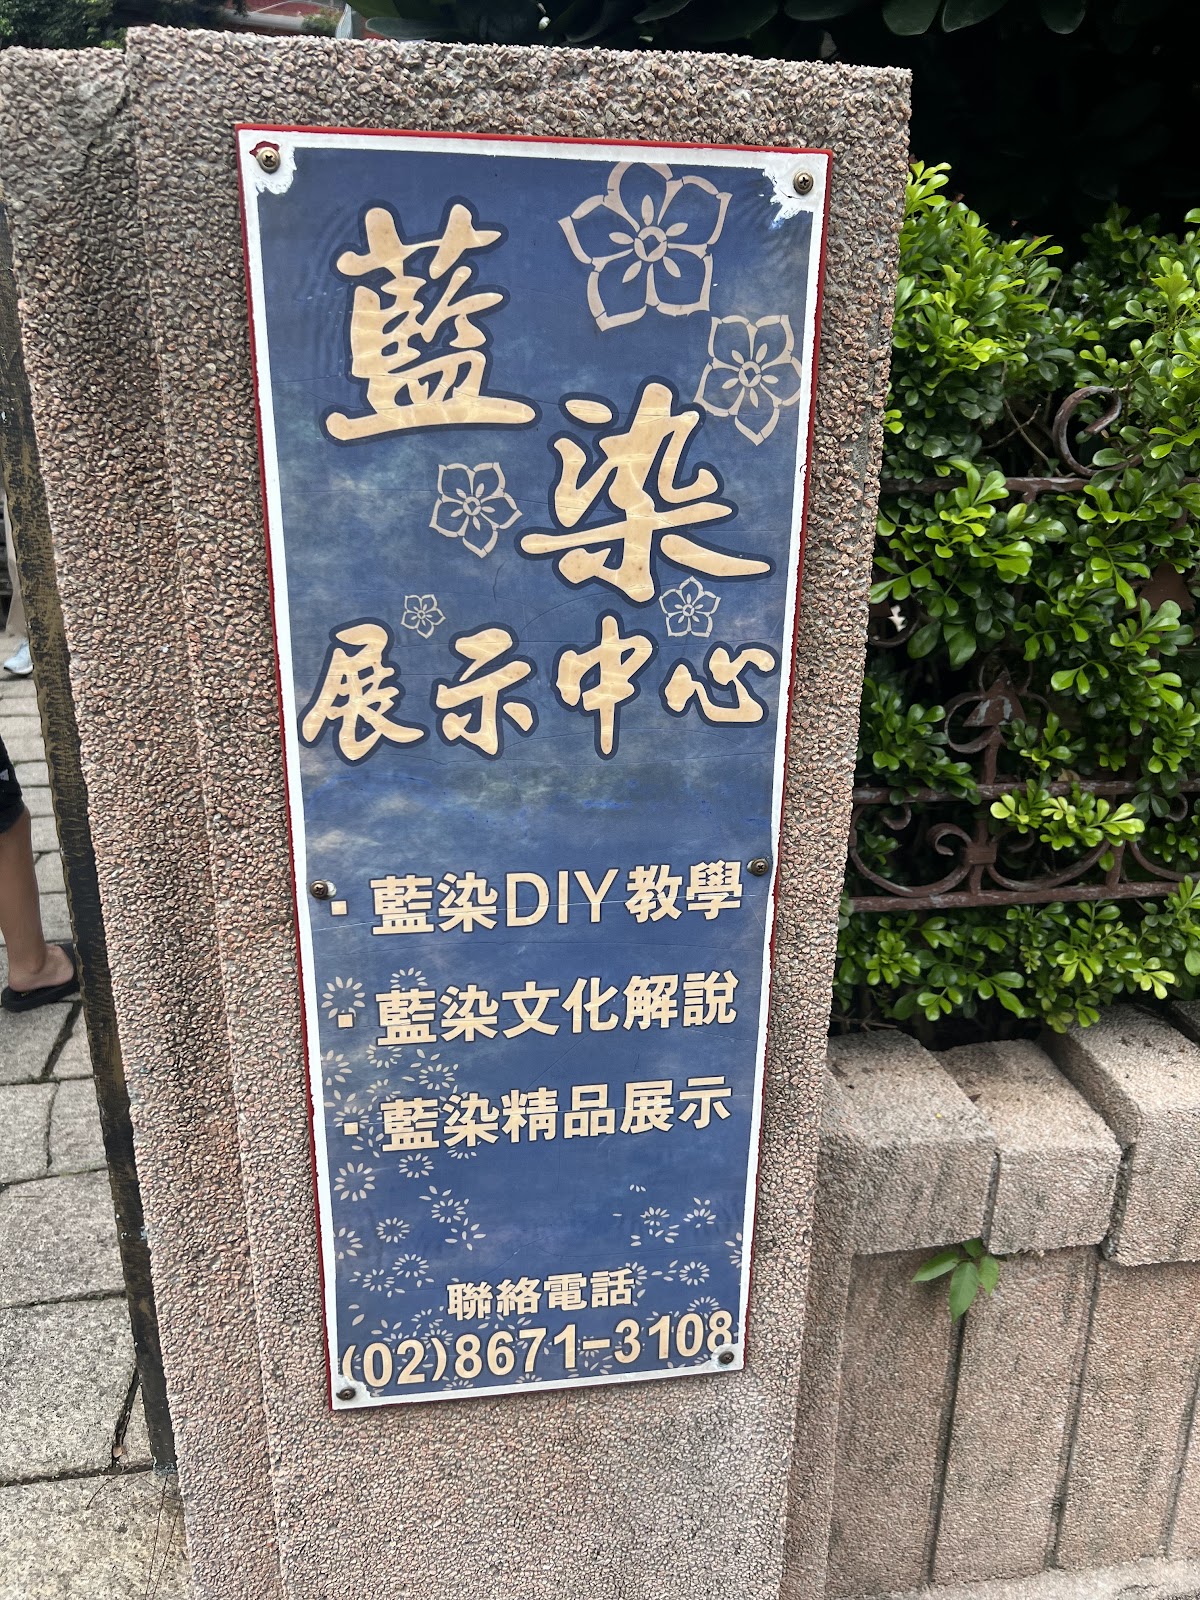 藍染
展示中心
·藍染DIY教學
·藍染文化解說
·藍染精品展示
聯絡電話
(02)8671-3108